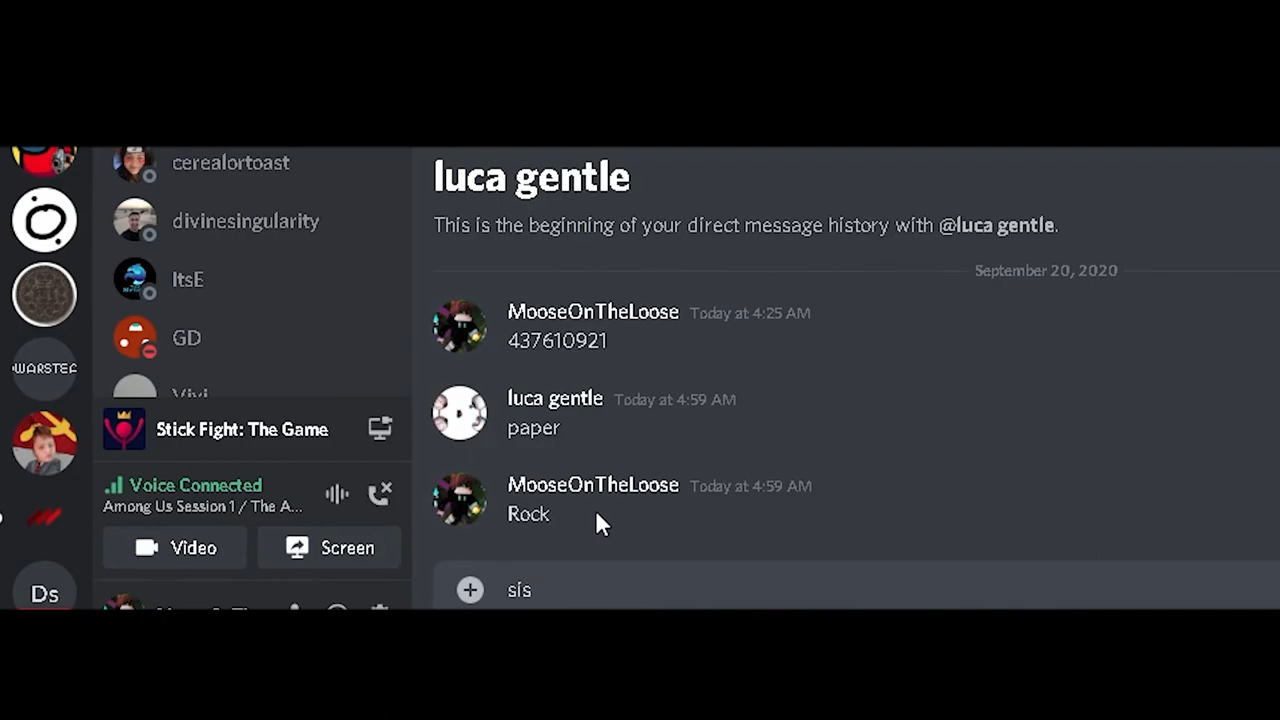 cerealortoast
divinesingularity
ItsE
GD
Vivi
WARSTEA
Stick Fight: The Game
Voice Connected
Among Us Session 1 / The A...
Video
Screen
Ds
luca gentle
This is the beginning of your direct message history with @luca gentle.
September 20, 2020
MooseOnTheLoose Today at 4:25 AM
437610921
luca gentle Today at 4:59 AM
paper
MooseOnTheLoose Today at 4:59 AM
Rock
sis